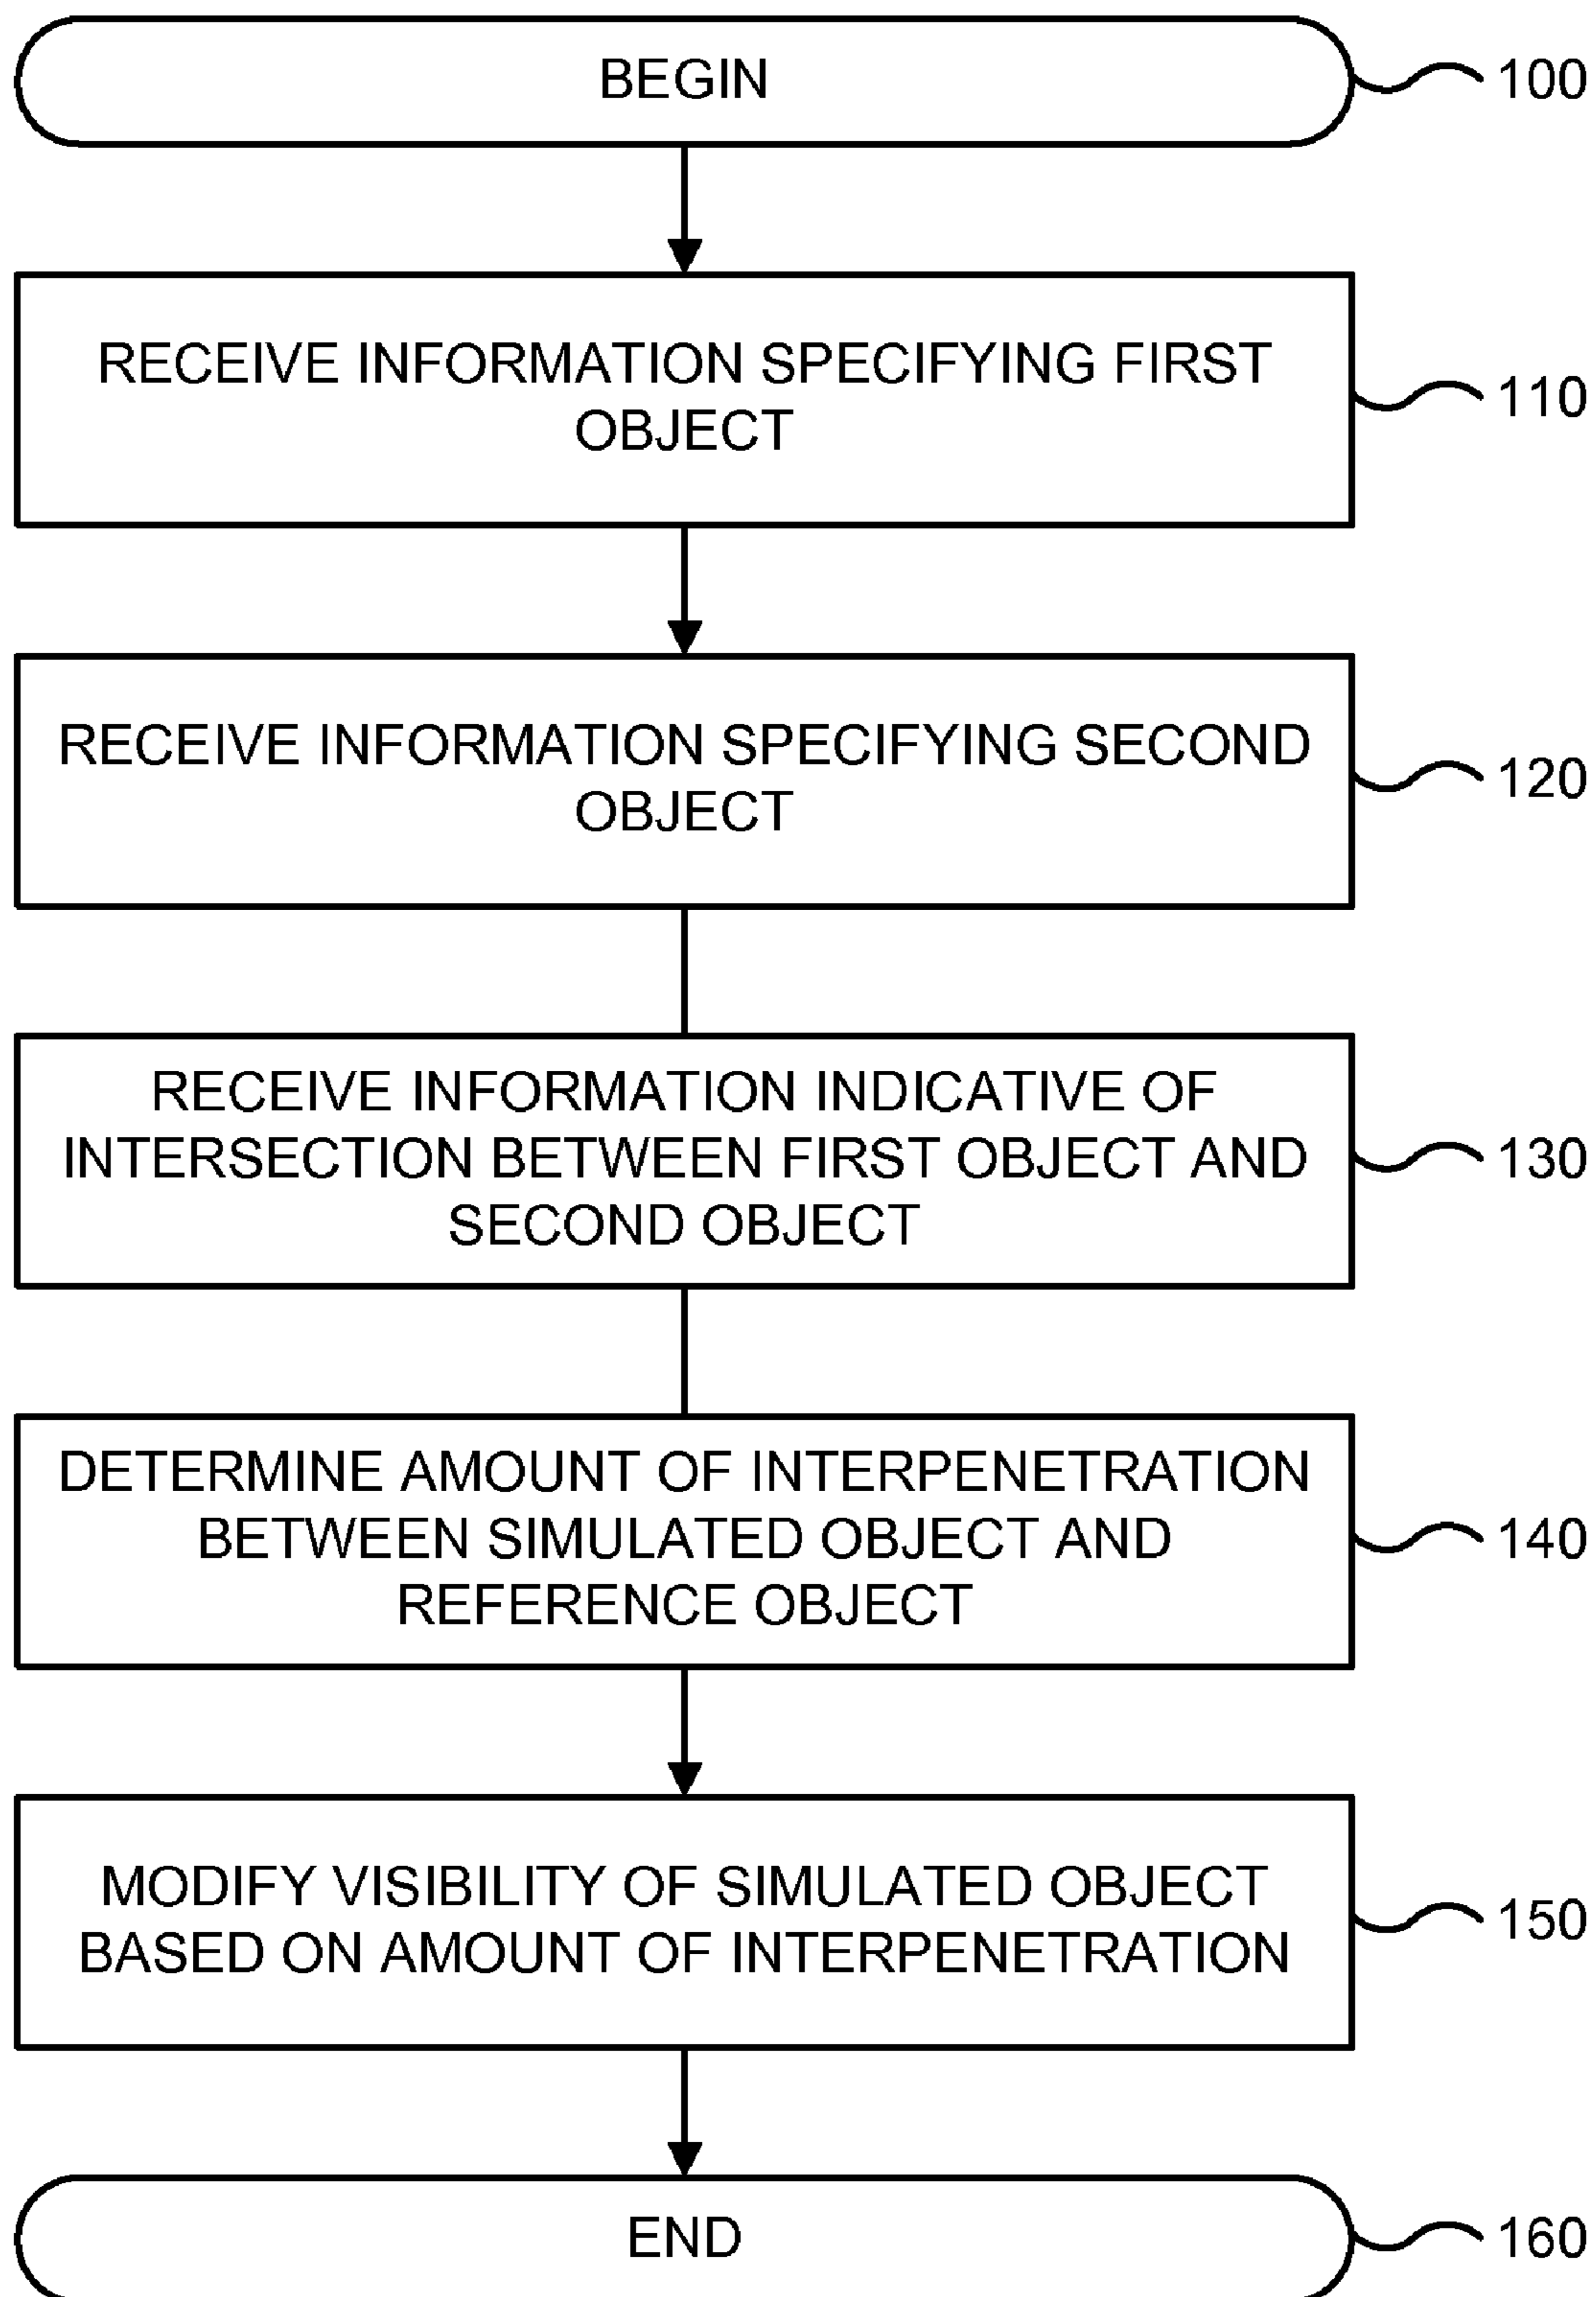 BEGIN
100
RECEIVE INFORMATION SPECIFYING FIRST
OBJECT
110
RECEIVE INFORMATION SPECIFYING SECOND
OBJECT
120
RECEIVE INFORMATION INDICATIVE OF
INTERSECTION BETWEEN FIRST OBJECT AND
SECOND OBJECT
130
DETERMINE AMOUNT OF INTERPENETRATION
BETWEEN SIMULATED OBJECT AND
REFERENCE OBJECT
140
MODIFY VISIBILITY OF SIMULATED OBJECT
BASED ON AMOUNT OF INTERPENETRATION
150
END
160